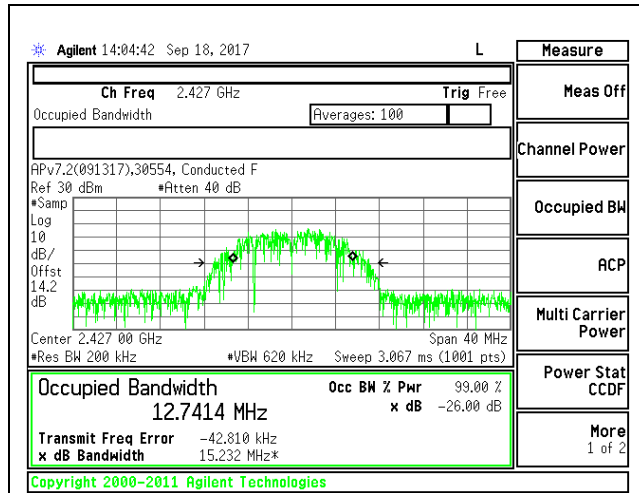 Agilent 14:04:42 Sep 18, 2017 L
Measure
Ch Freq 2.427 GHz Trig Free
Occupied Bandwidth Averages: 100
APv7.2(091317),30554, Conducted F
Ref 30 dBm #Atten 40 dB
#Samp
Log
10
dB/
Offst
14.2
dB
Center 2.427 00 GHz Span 40 MHz
#Res BW 200 kHz #VBW 620 kHz Sweep 3.067 ms (1001 pts)
Occupied Bandwidth Occ BW % Pwr 99.00 %
12.7414 MHz x dB -26.00 dB
Transmit Freq Error -42.810 kHz
x dB Bandwidth 15.232 MHz*
Copyright 2000-2011 Agilent Technologies
Meas Off
Channel Power
Occupied BW
ACP
Multi Carrier
Power
Power Stat
CCDF
More
1 of 2